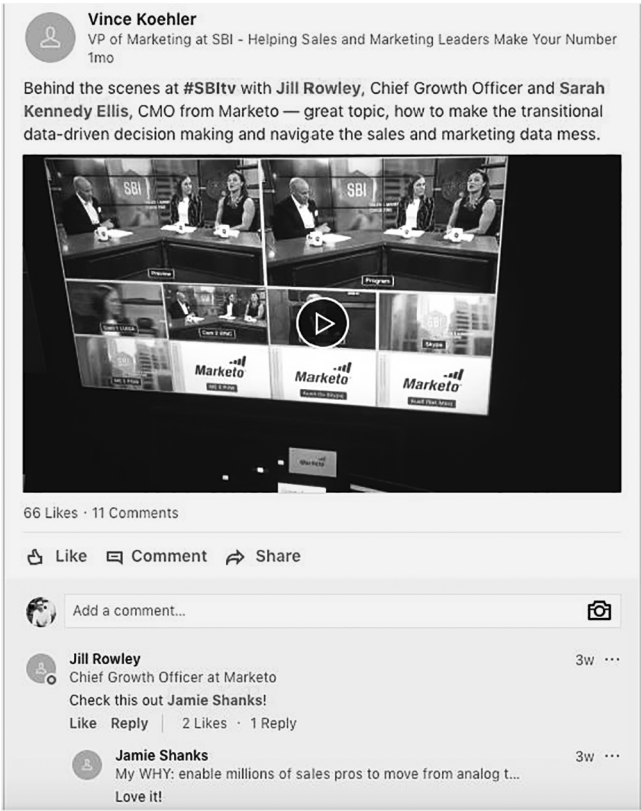 Vince Koehler
VP of Marketing at SBI - Helping Sales and Marketing Leaders Make Your Number
1mo
Behind the scenes at #SBItv with Jill Rowley, Chief Growth Officer and Sarah
Kennedy Ellis, CMO from Marketo — great topic, how to make the transitional
data-driven decision making and navigate the sales and marketing data mess.
SBI
SBI
Preview
Program
Skype
SBI
Marketo
Marketo
Marketo
Marketo
66 Likes · 11 Comments
Like Comment Share
Add a comment...
Jill Rowley 3w ...
Chief Growth Officer at Marketo
Check this out Jamie Shanks!
Like Reply 2 Likes · 1 Reply
Jamie Shanks 3w ...
My WHY: enable millions of sales pros to move from analog t...
Love it!